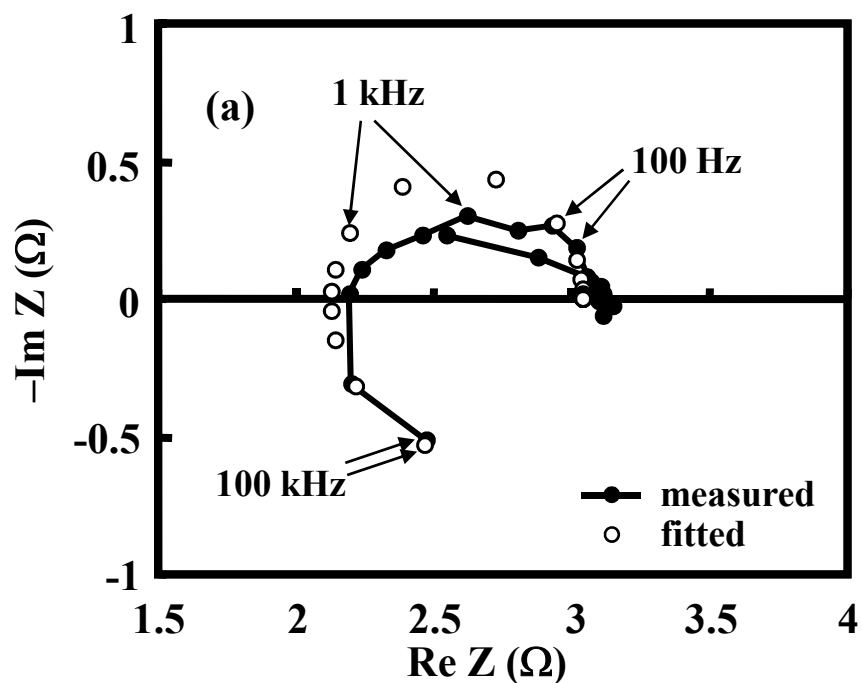 1
(a)
1 kHz
100 Hz
0.5
0
-0.5
-1
–Im Z (Ω)
100 kHz
measured
fitted
1.5 2 2.5 3 3.5 4
Re Z (Ω)